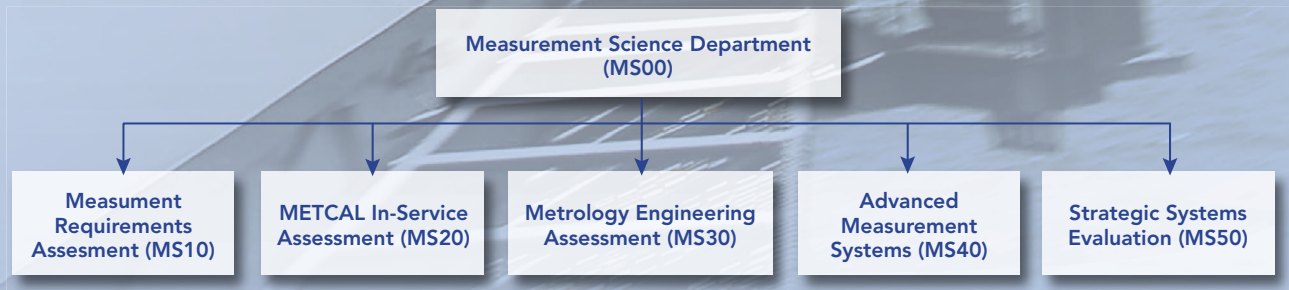 Measurement Science Department
(MS00)
Measument
Requirements
Assesment (MS10)
METCAL In-Service
Assessment (MS20)
Metrology Engineering
Assessment (MS30)
Advanced
Measurement
Systems (MS40)
Strategic Systems
Evaluation (MS50)